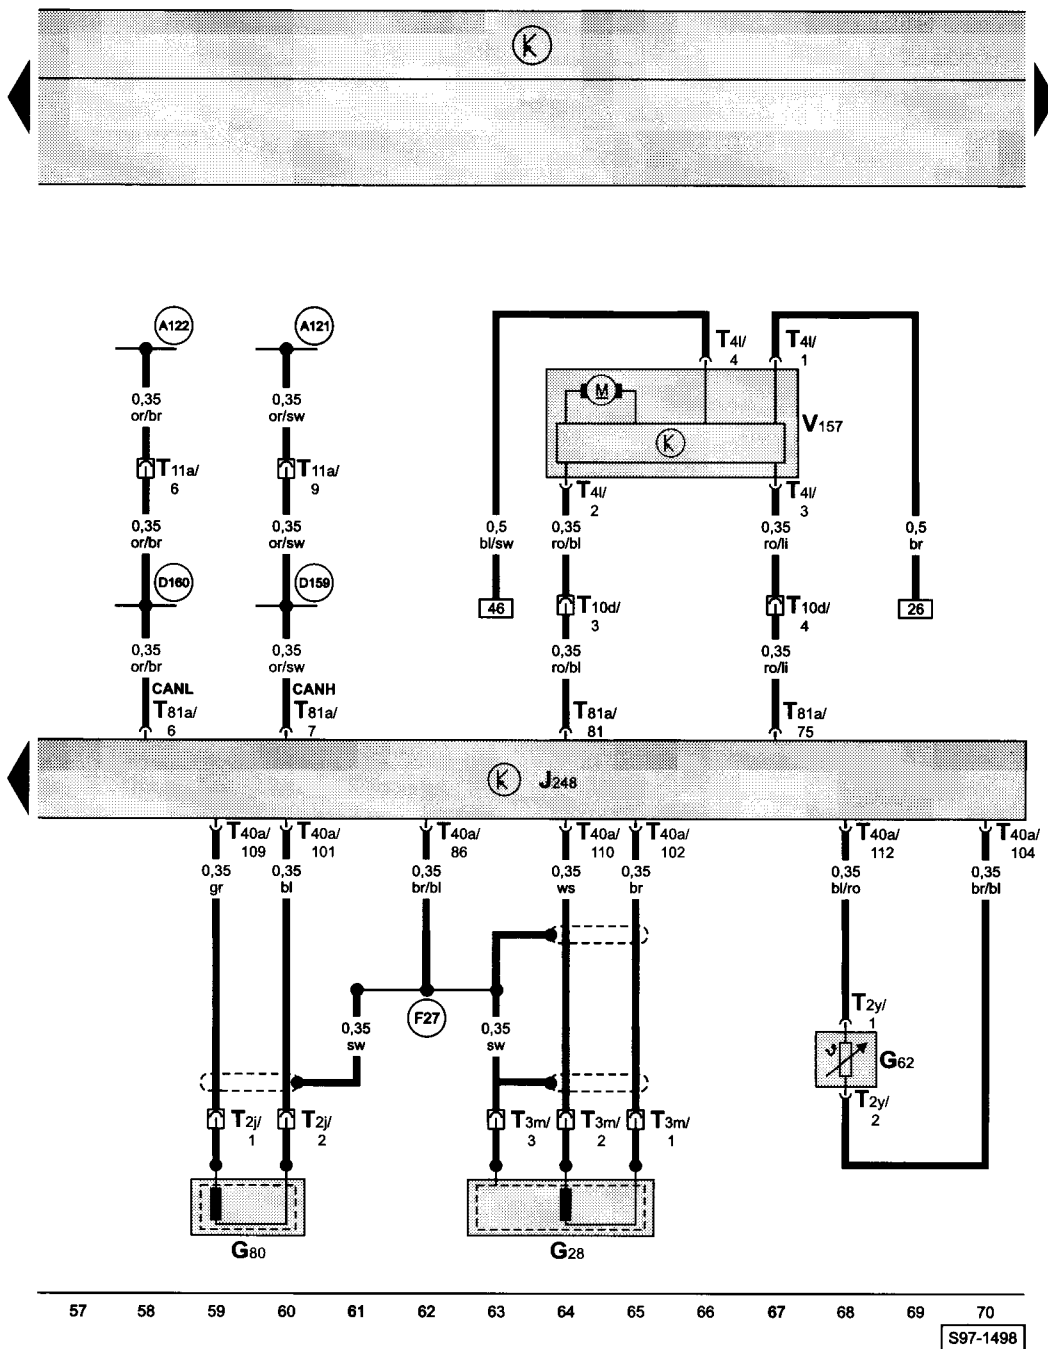 A122
A121
T4l/
4
T4l/
1
0,35
or/br
0,35
or/sw
M
V157
T11a/
6
T11a/
9
T4l/
2
T4l/
3
0,35
or/br
0,35
or/sw
0,5
bl/sw
0,35
ro/bl
0,35
ro/li
0,5
br
D160
D159
46
T10d/
3
T10d/
4
26
0,35
or/br
0,35
or/sw
0,35
ro/bl
0,35
ro/li
CANL
CANH
T81a/
6
T81a/
7
T81a/
81
T81a/
75
J248
T40a/
109
T40a/
101
T40a/
86
T40a/
110
T40a/
102
T40a/
112
T40a/
104
0,35
gr
0,35
bl
0,35
br/bl
0,35
ws
0,35
br
0,35
bl/ro
0,35
br/bl
F27
0,35
sw
0,35
sw
T2y/
1
ϑ
G62
T2y/
2
T2j/
1
T2j/
2
T3m/
3
T3m/
2
T3m/
1
G80
G28
57 58 59 60 61 62 63 64 65 66 67 68 69 70
S97-1498